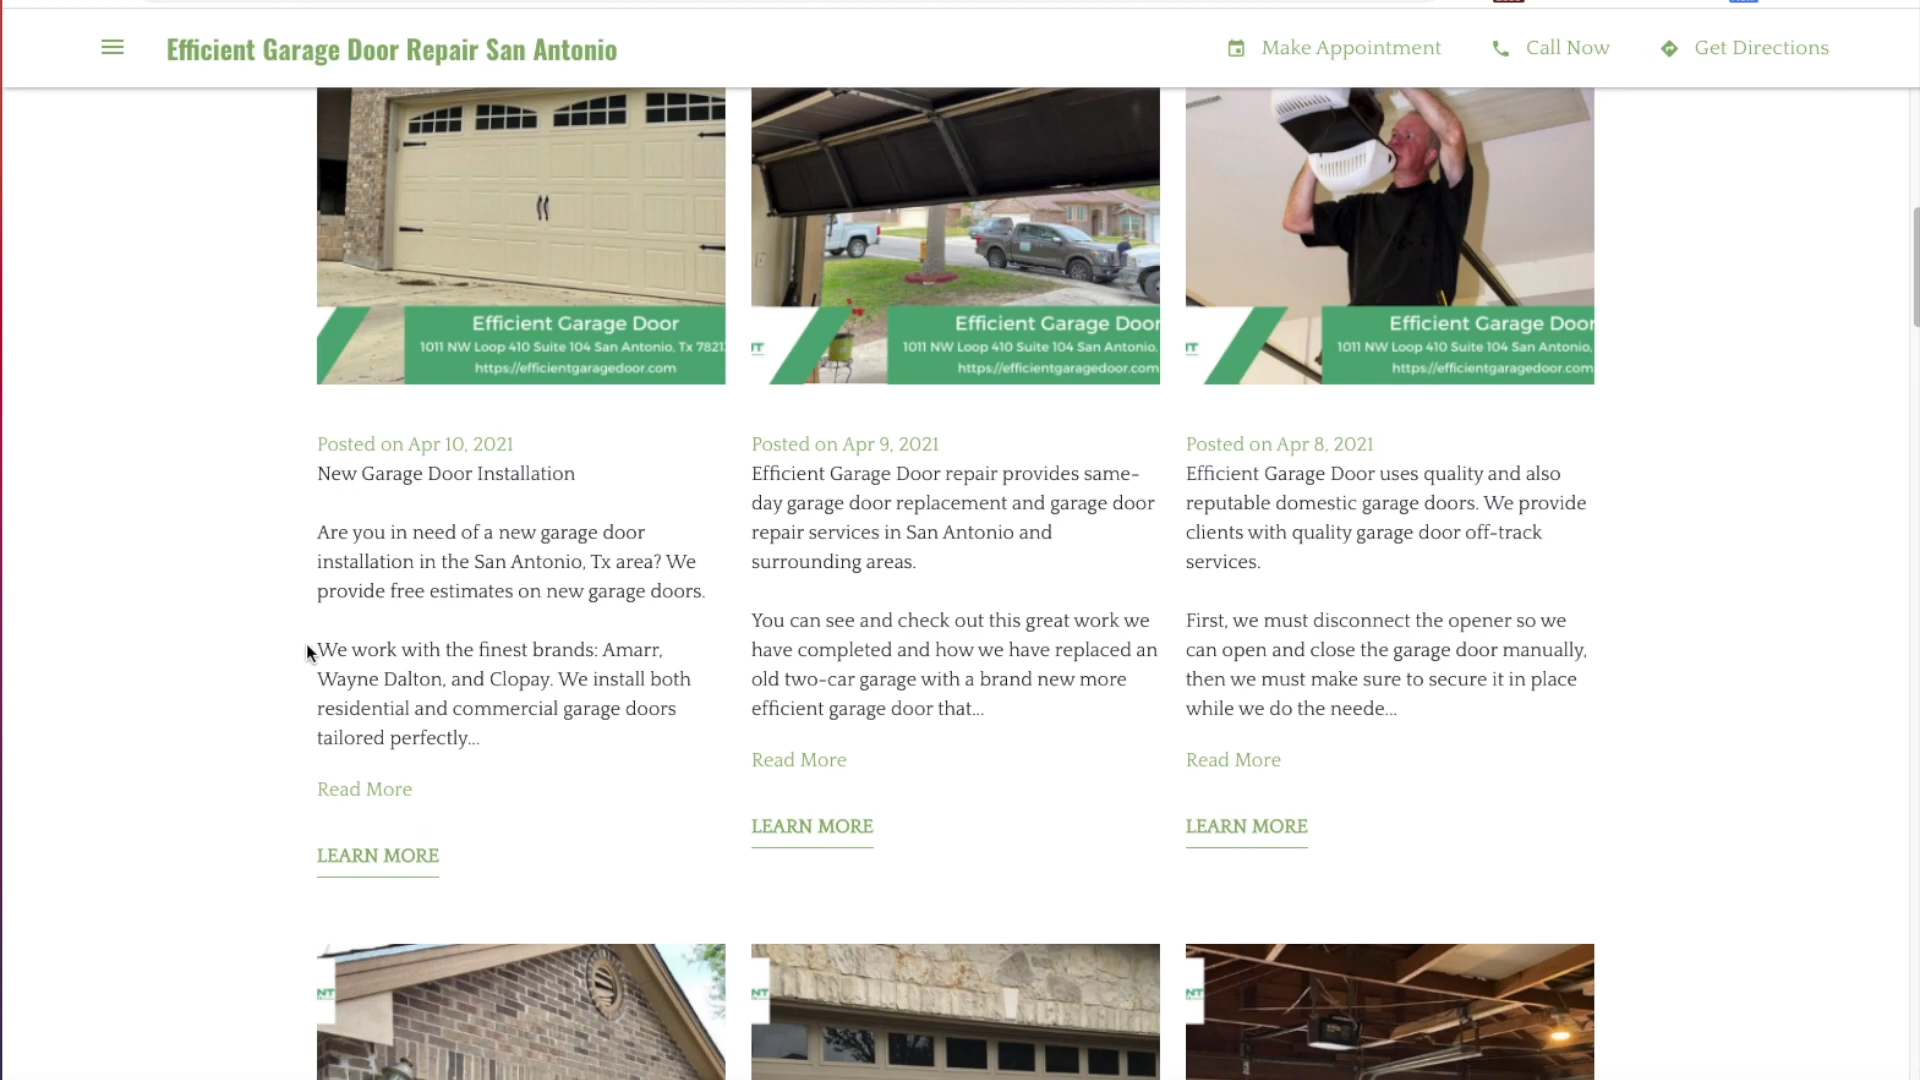 Efficient Garage Door Repair San Antonio
Make Appointment
Call Now
Get Directions
Efficient Garage Door
1011 NW Loop 410 Suite 104 San Antonio, Tx 7821
https://efficientgaragedoor.com
NT
Efficient Garage Door
1011 NW Loop 410 Suite 104 San Antonio,
https://efficientgaragedoor.com
NT
Efficient Garage Door
1011 NW Loop 410 Suite 104 San Antonio,
https://efficientgaragedoor.com
Posted on Apr 10, 2021
New Garage Door Installation
Are you in need of a new garage door
installation in the San Antonio, Tx area? We
provide free estimates on new garage doors.
We work with the finest brands: Amarr,
Wayne Dalton, and Clopay. We install both
residential and commercial garage doors
tailored perfectly...
Read More
LEARN MORE
Posted on Apr 9, 2021
Efficient Garage Door repair provides same-
day garage door replacement and garage door
repair services in San Antonio and
surrounding areas.
You can see and check out this great work we
have completed and how we have replaced an
old two-car garage with a brand new more
efficient garage door that...
Read More
LEARN MORE
Posted on Apr 8, 2021
Efficient Garage Door uses quality and also
reputable domestic garage doors. We provide
clients with quality garage door off-track
services.
First, we must disconnect the opener so we
can open and close the garage door manually,
then we must make sure to secure it in place
while we do the neede...
Read More
LEARN MORE
NT
NT
NT